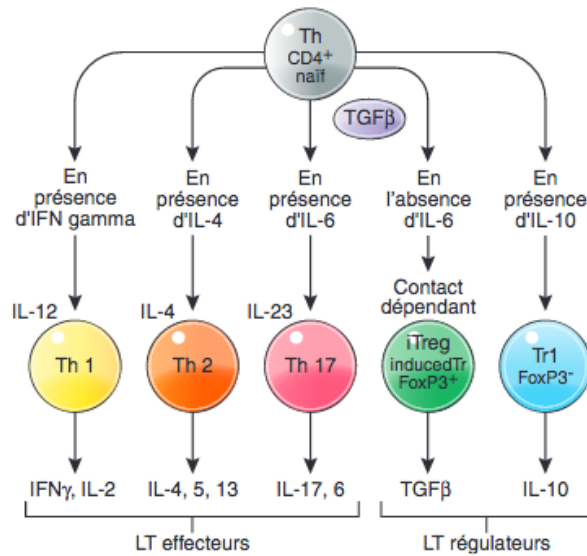 Th
CD4+
naïf
TGFβ
En
présence
d'IFN gamma
En
présence
d'IL-4
En
présence
d'IL-6
En
l'absence
d'IL-6
En
présence
d'IL-10
Contact
dépendant
IL-12
Th 1
IL-4
Th 2
IL-23
Th 17
iTreg
inducedTr
FoxP3+
Tr1
FoxP3-
IFNγ, IL-2
IL-4, 5, 13
IL-17, 6
TGFβ
IL-10
LT effecteurs
LT régulateurs